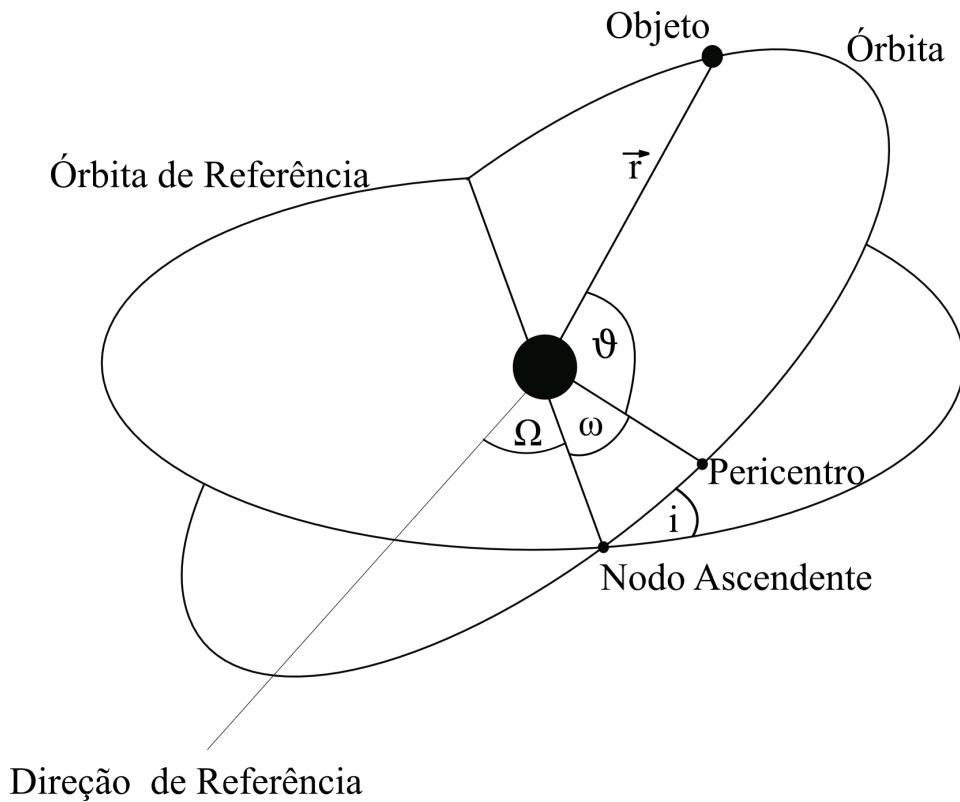 Objeto
Órbita
Órbita de Referência
r
ϑ
Ω
ω
Pericentro
i
Nodo Ascendente
Direção de Referência